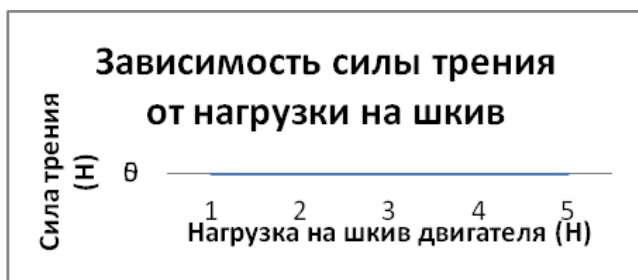 Зависимость силы трения
от нагрузки на шкив
Сила трения
(Н)
0
1 2 3 4 5
Нагрузка на шкив двигателя (Н)